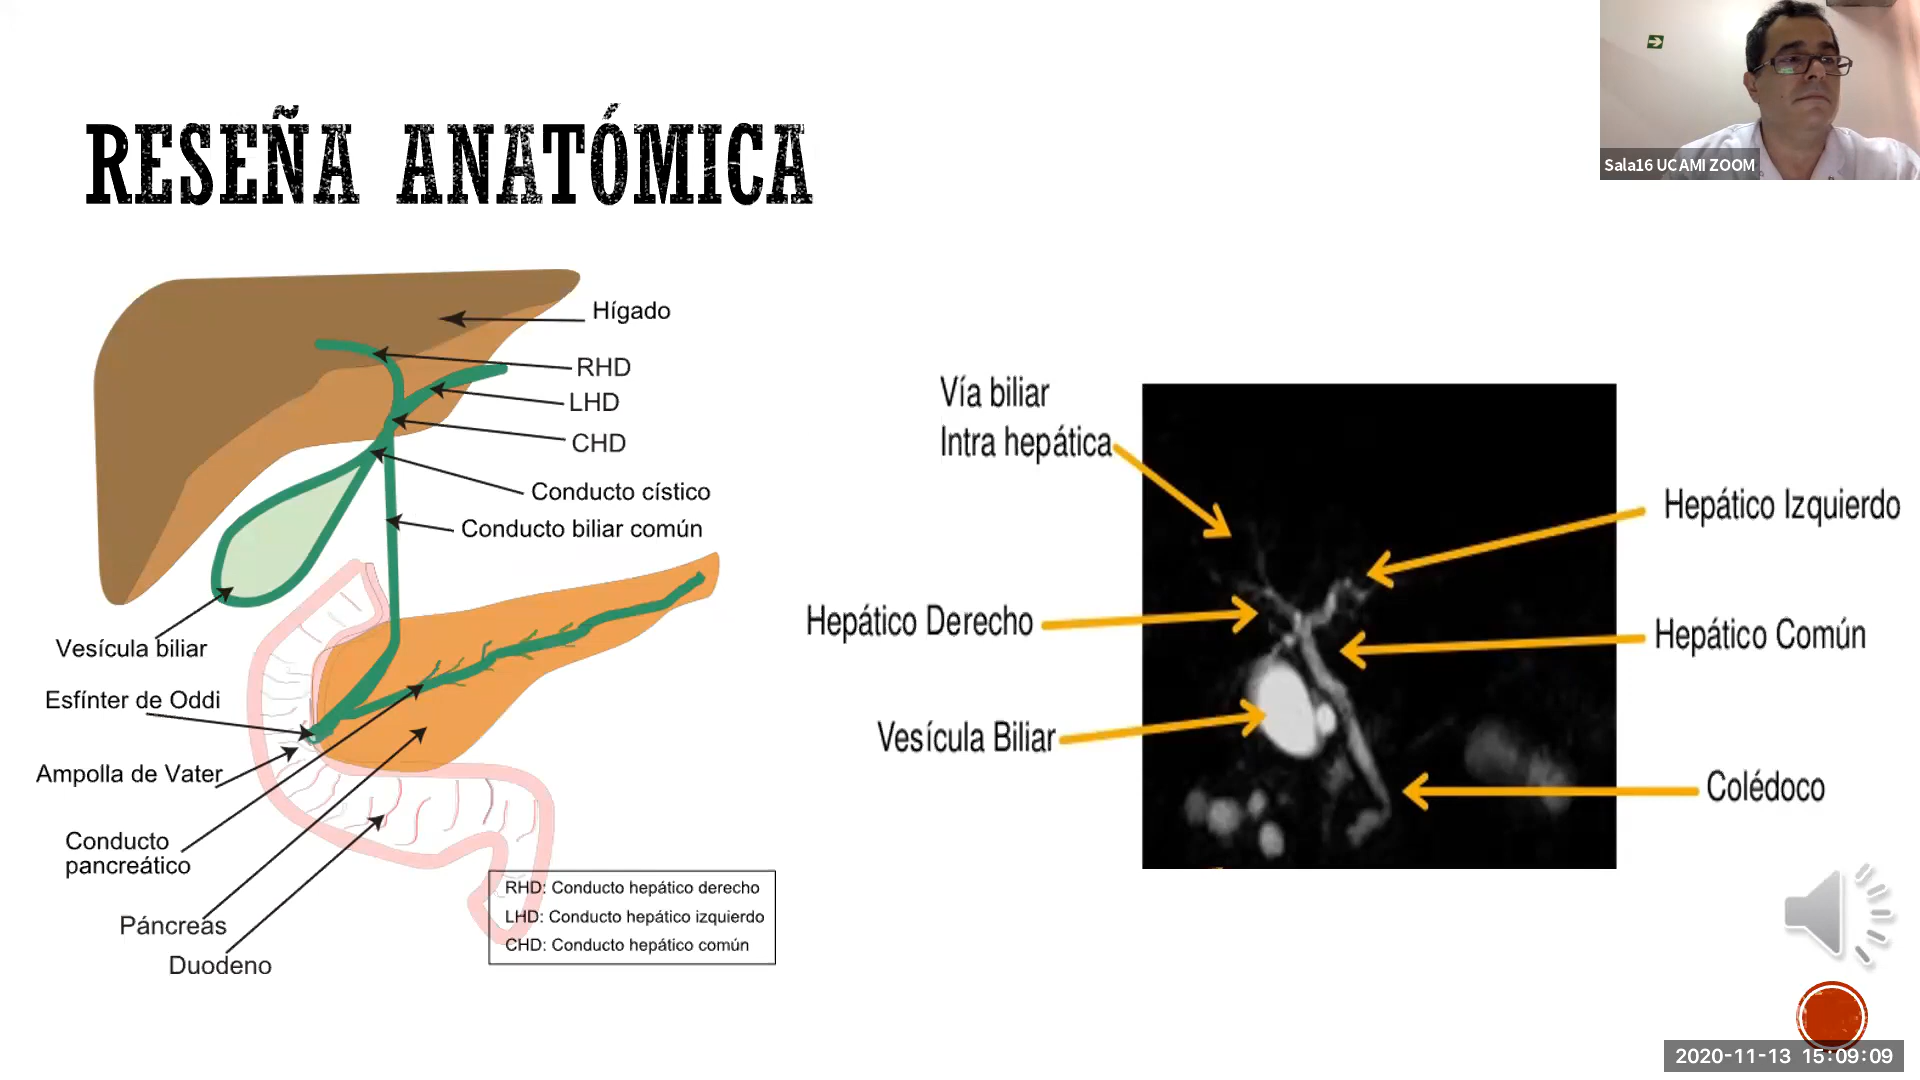 Sala16 UCAMI ZOOM
RESEÑA ANATÓMICA
Hígado
RHD
LHD
CHD
Conducto cístico
Conducto biliar común
Vesícula biliar
Esfínter de Oddi
Ampolla de Vater
Conducto
pancreático
Páncreas
Duodeno
RHD: Conducto hepático derecho
LHD: Conducto hepático izquierdo
CHD: Conducto hepático común
Vía biliar
Intra hepática
Hepático Izquierdo
Hepático Derecho
Hepático Común
Vesícula Biliar
Colédoco
2020-11-13 15:09:09